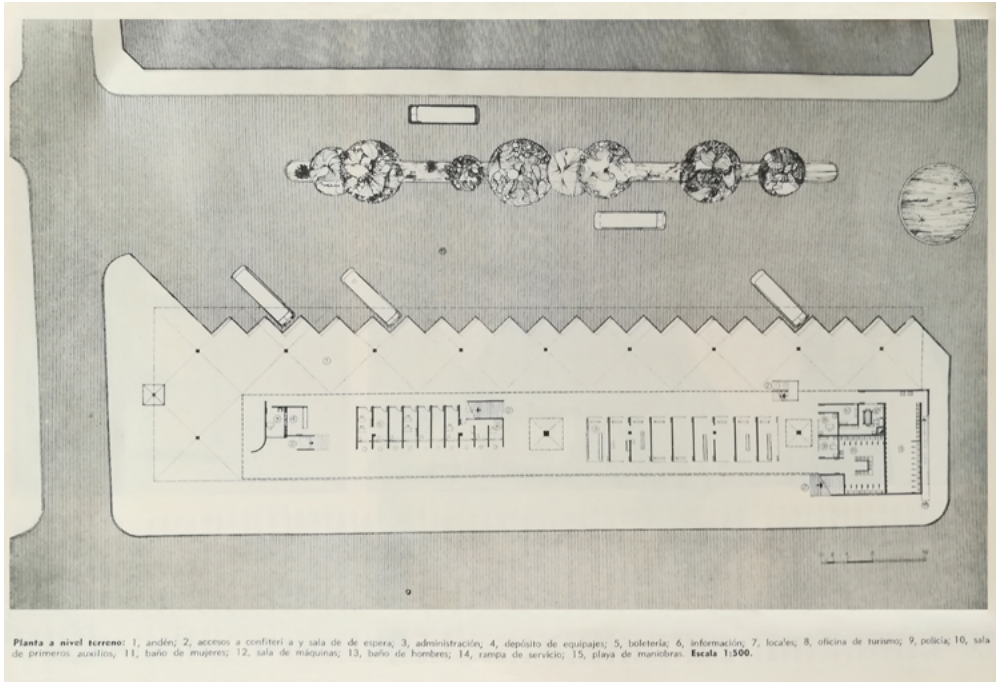 Planta a nivel terreno: 1, andén; 2, accesos a confiteri a y sala de de espera; 3, administración; 4, depósito de equipajes; 5, boletería; 6, información; 7, locales; 8, oficina de turismo; 9, policía; 10, sala
de primeros auxilios, 11, baño de mujeres; 12, sala de máquinas; 13, baño de hombres; 14, rampa de servicio; 15, playa de maniobras. Escala 1:500.